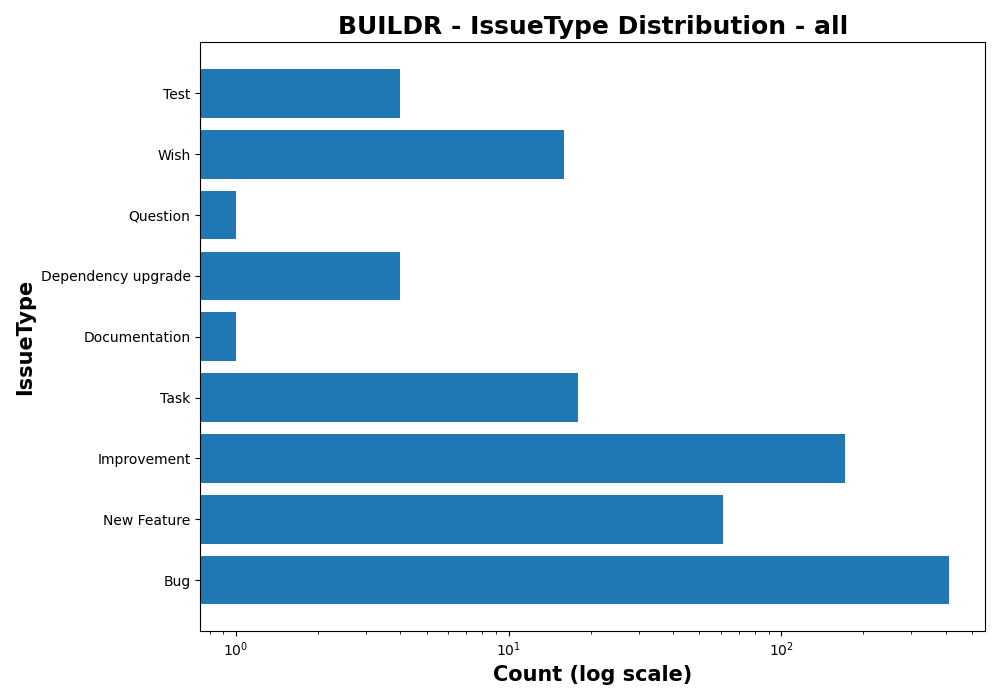 BUILDR - IssueType Distribution - all
Test
Wish
Question
Dependency upgrade
Documentation
Task
Improvement
New Feature
Bug
IssueType
10⁰ 10¹ 10²
Count (log scale)